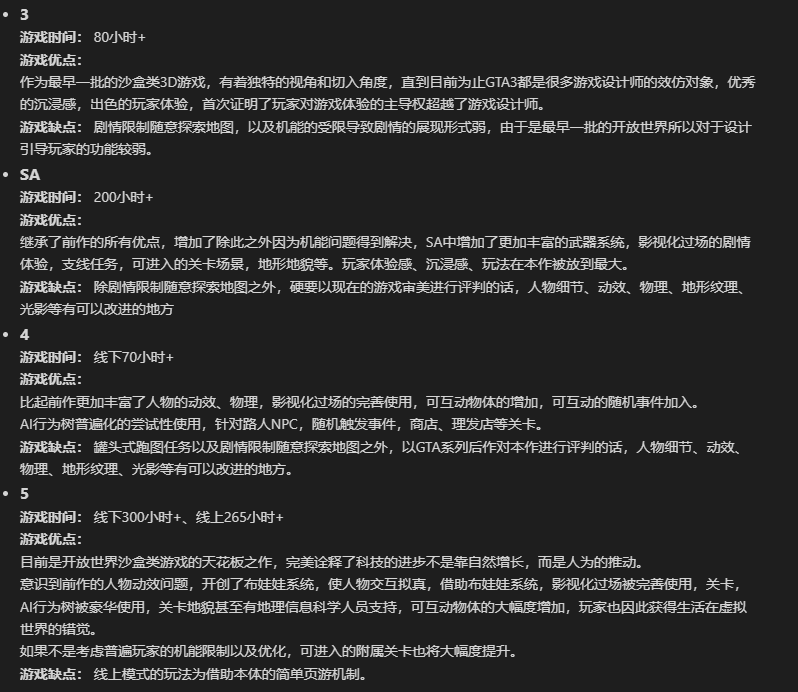 3
游戏时间： 80小时+
游戏优点：
作为最早一批的沙盒类3D游戏，有着独特的视角和切入角度，直到目前为止GTA3都是很多游戏设计师的效仿对象，优秀
的沉浸感，出色的玩家体验，首次证明了玩家对游戏体验的主导权超越了游戏设计师。
游戏缺点： 剧情限制随意探索地图，以及机能的受限导致剧情的展现形式弱，由于是最早一批的开放世界所以对于设计
引导玩家的功能较弱。
SA
游戏时间： 200小时+
游戏优点：
继承了前作的所有优点，增加了除此之外因为机能问题得到解决，SA中增加了更加丰富的武器系统，影视化过场的剧情
体验，支线任务，可进入的关卡场景，地形地貌等。玩家体验感、沉浸感、玩法在本作被放到最大。
游戏缺点： 除剧情限制随意探索地图之外，硬要以现在的游戏审美进行评判的话，人物细节、动效、物理、地形纹理、
光影等有可以改进的地方
4
游戏时间： 线下70小时+
游戏优点：
比起前作更加丰富了人物的动效、物理，影视化过场的完善使用，可互动物体的增加，可互动的随机事件加入。
AI行为树普遍化的尝试性使用，针对路人NPC，随机触发事件，商店、理发店等关卡。
游戏缺点： 罐头式跑图任务以及剧情限制随意探索地图之外，以GTA系列后作对本作进行评判的话，人物细节、动效、
物理、地形纹理、光影等有可以改进的地方。
5
游戏时间： 线下300小时+、线上265小时+
游戏优点：
目前是开放世界沙盒类游戏的天花板之作，完美诠释了科技的进步不是靠自然增长，而是人为的推动。
意识到前作的人物动效问题，开创了布娃娃系统，使人物交互拟真，借助布娃娃系统，影视化过场被完善使用，关卡，
AI行为树被豪华使用，关卡地貌甚至有地理信息科学人员支持，可互动物体的大幅度增加，玩家也因此获得生活在虚拟
世界的错觉。
如果不是考虑普遍玩家的机能限制以及优化，可进入的附属关卡也将大幅度提升。
游戏缺点： 线上模式的玩法为借助本体的简单页游机制。